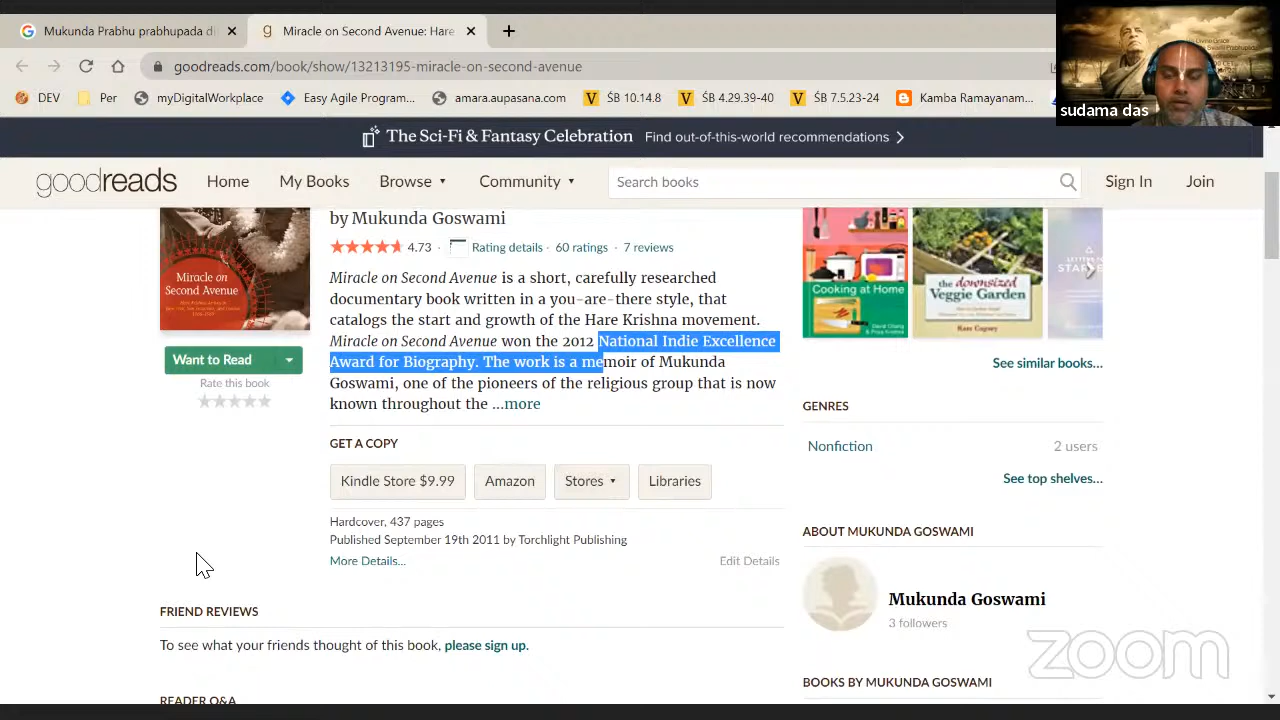 Mukunda Prabhu prabhupada di
Miracle on Second Avenue: Hare
goodreads.com/book/show/13213195-miracle-on-second-avenue
DEV
Per
myDigitalWorkplace
Easy Agile Program...
amara.aupasana.co...
ŚB 10.14.8
ŚB 4.29.39-40
ŚB 7.5.23-24
Kamba Ramayanam...
sudama das
The Sci-Fi & Fantasy Celebration Find out-of-this-world recommendations
goodreads
Home
My Books
Browse
Community
Search books
Sign In
Join
Miracle on
Second Avenue
Want to Read
Rate this book
by Mukunda Goswami
4.73 · Rating details · 60 ratings · 7 reviews
Miracle on Second Avenue is a short, carefully researched
documentary book written in a you-are-there style, that
catalogs the start and growth of the Hare Krishna movement.
Miracle on Second Avenue won the 2012 National Indie Excellence
Award for Biography. The work is a memoir of Mukunda
Goswami, one of the pioneers of the religious group that is now
known throughout the ...more
GET A COPY
Kindle Store $9.99
Amazon
Stores
Libraries
Hardcover, 437 pages
Published September 19th 2011 by Torchlight Publishing
More Details...
Edit Details
FRIEND REVIEWS
To see what your friends thought of this book, please sign up.
READER Q&A
Cooking at Home
the downsized
Veggie Garden
See similar books...
GENRES
Nonfiction
2 users
See top shelves...
ABOUT MUKUNDA GOSWAMI
Mukunda Goswami
3 followers
BOOKS BY MUKUNDA GOSWAMI
zoom